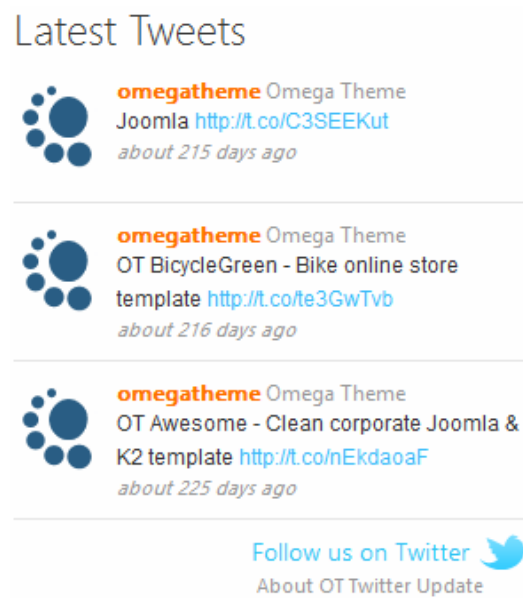 Latest Tweets
omegatheme Omega Theme
Joomla http://t.co/C3SEEKut
about 215 days ago
omegatheme Omega Theme
OT BicycleGreen - Bike online store
template http://t.co/te3GwTvb
about 216 days ago
omegatheme Omega Theme
OT Awesome - Clean corporate Joomla &
K2 template http://t.co/nEkdaoaF
about 225 days ago
Follow us on Twitter
About OT Twitter Update